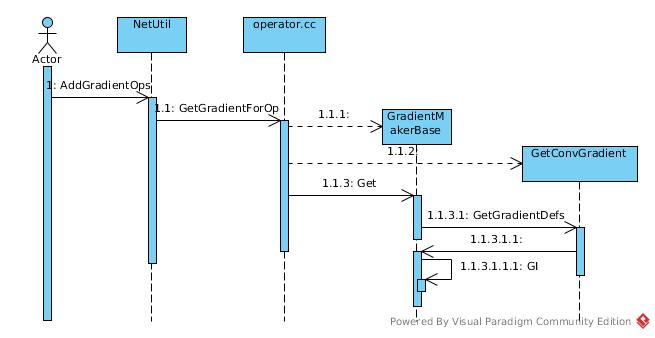 NetUtil
operator.cc
Actor
1: AddGradientOps
1.1: GetGradientForOp
1.1.1:
GradientM
akerBase
1.1.2:
GetConvGradient
1.1.3: Get
1.1.3.1: GetGradientDefs
1.1.3.1.1:
1.1.3.1.1.1: GI
Powered By Visual Paradigm Community Edition